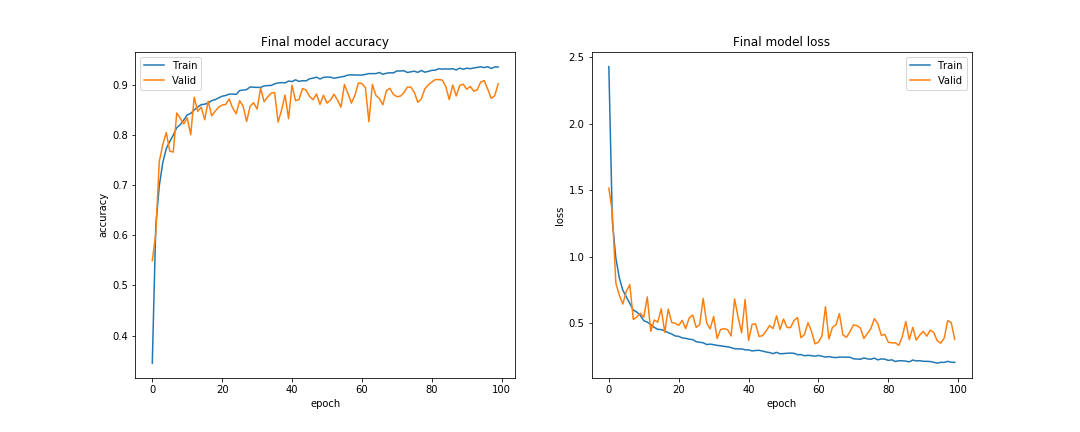 Final model accuracy
Train
Valid
0.9
0.8
0.7
0.6
0.5
0.4
accuracy
0
20
40
60
80
100
epoch
Final model loss
Train
Valid
2.5
2.0
1.5
1.0
0.5
loss
0
20
40
60
80
100
epoch